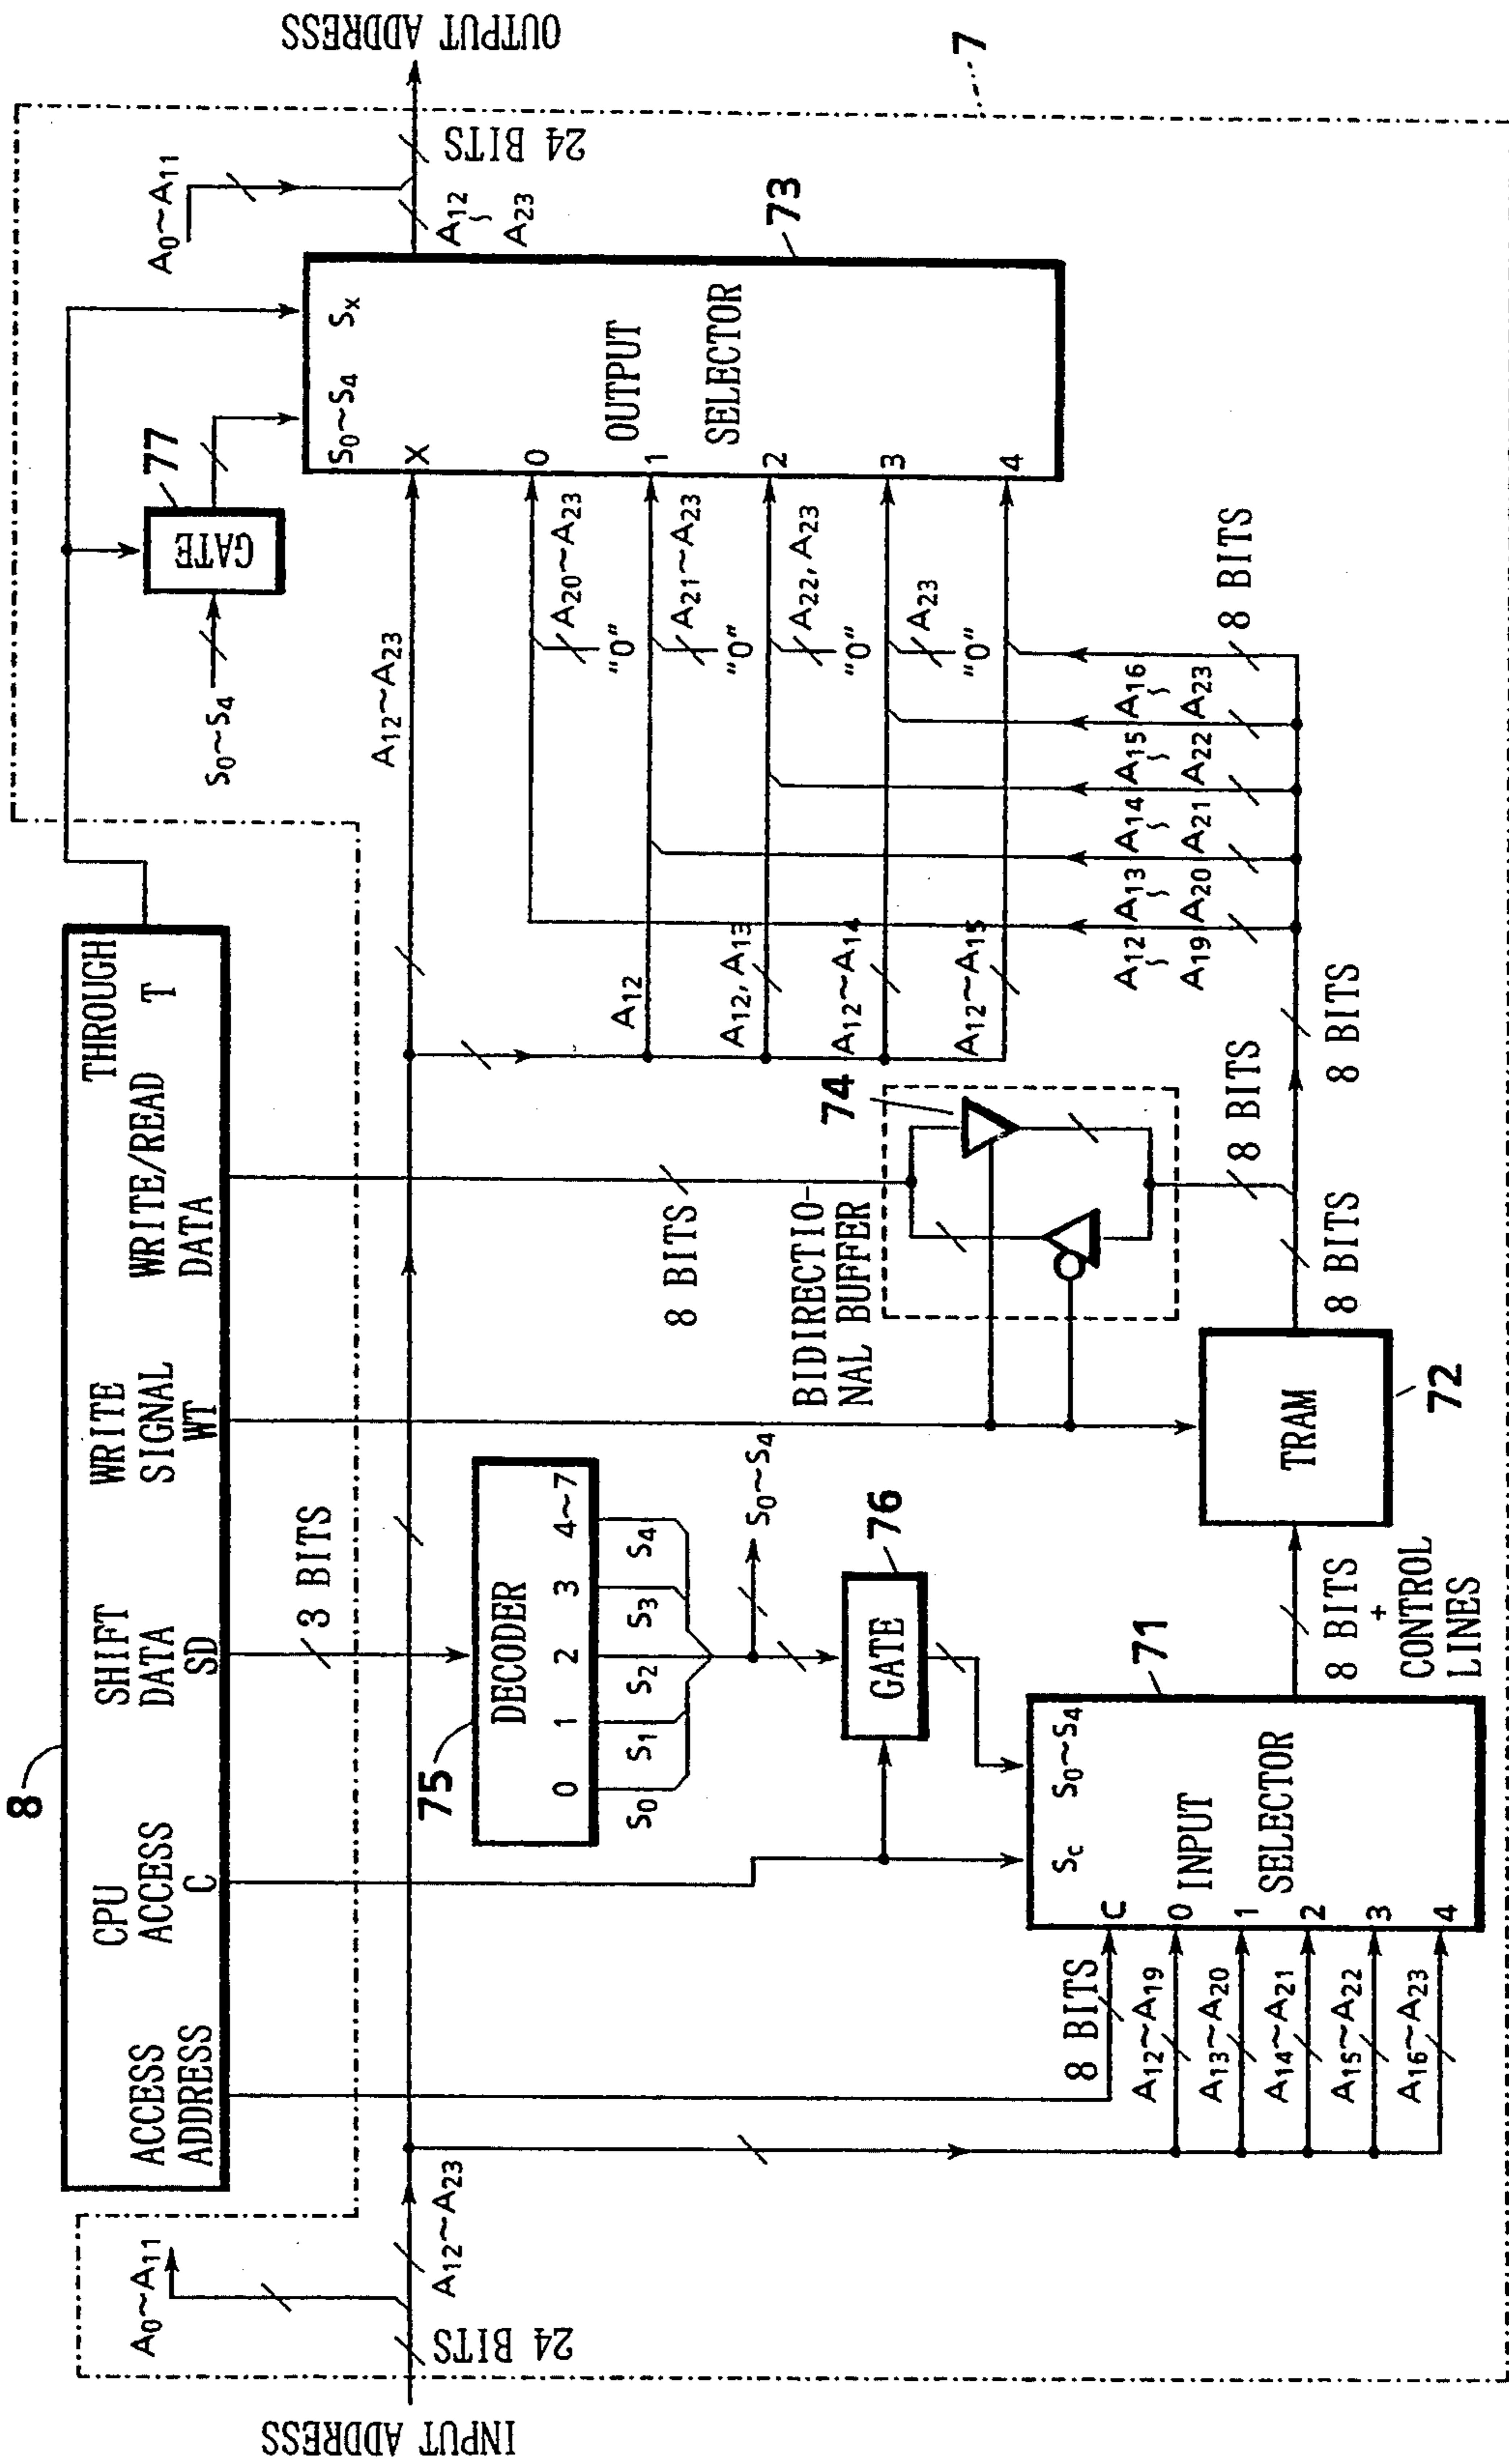 8
ACCESS
ADDRESS
CPU
ACCESS
C
SHIFT
DATA
SD
WRITE
SIGNAL
WT
WRITE/READ
DATA
THROUGH
T
INPUT ADDRESS
24 BITS
A0~A11
A12~A23
3 BITS
75
DECODER
0 1 2 3 4~7
S0 S1 S2 S3 S4
S0~S4
76
GATE
8 BITS
A12~A19
A13~A20
A14~A21
A15~A22
A16~A23
C
0
1
2
3
4
Sc S0~S4
INPUT
SELECTOR
71
8 BITS
+
CONTROL
LINES
TRAM
72
BIDIRECTIO-
NAL BUFFER
74
8 BITS
8 BITS
8 BITS
8 BITS
8 BITS
A12~A23
A12
A12, A13
A12~A14
A12~A15
A12~A19
A13~A20
A14~A21
A15~A22
A16~A23
A20~A23
"0"
A21~A23
"0"
A22, A23
"0"
A23
"0"
S0~S4
GATE
77
S0~S4 Sx
X
0
1
2
3
4
OUTPUT
SELECTOR
73
A0~A11
A12~A23
24 BITS
OUTPUT ADDRESS
7